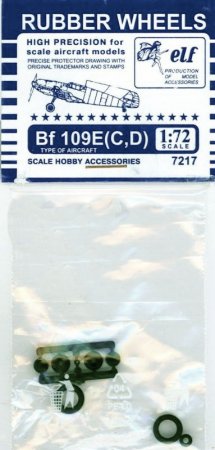 RUBBER WHEELS
HIGH PRECISION for
scale aircraft models
PRECISE PROTECTOR DRAWING WITH
ORIGINAL TRADEMARKS AND STAMPS
elf
PRODUCTION
OF MODEL
ACCESSORIES
Bf 109E(C,D)
TYPE OF AIRCRAFT
1:72
SCALE
SCALE HOBBY ACCESSORIES
7217